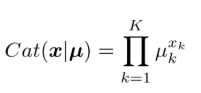 Cat(𝒙|𝝁) = ∏_{k=1}^{K} μ_k^{x_k}